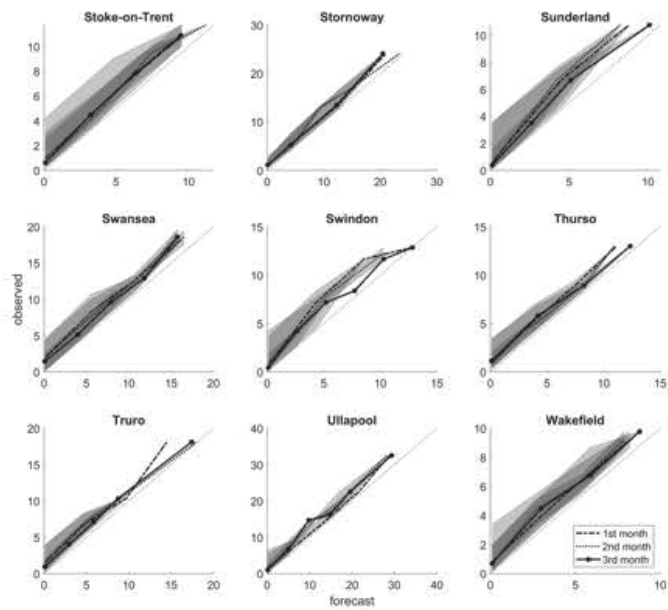 Stoke-on-Trent Stornoway Sunderland
10 8 6 4 2 0
0 5 10
30 20 10 0
0 10 20 30
10 8 6 4 2 0
0 5 10
Swansea Swindon Thurso
observed
20 15 10 5 0
0 5 10 15 20
15 10 5 0
0 5 10 15
15 10 5 0
0 5 10 15
Truro Ullapool Wakefield
20 15 10 5 0
0 5 10 15 20
40 30 20 10 0
0 10 20 30 40
10 8 6 4 2 0
0 5 10
1st month
2nd month
3rd month
forecast